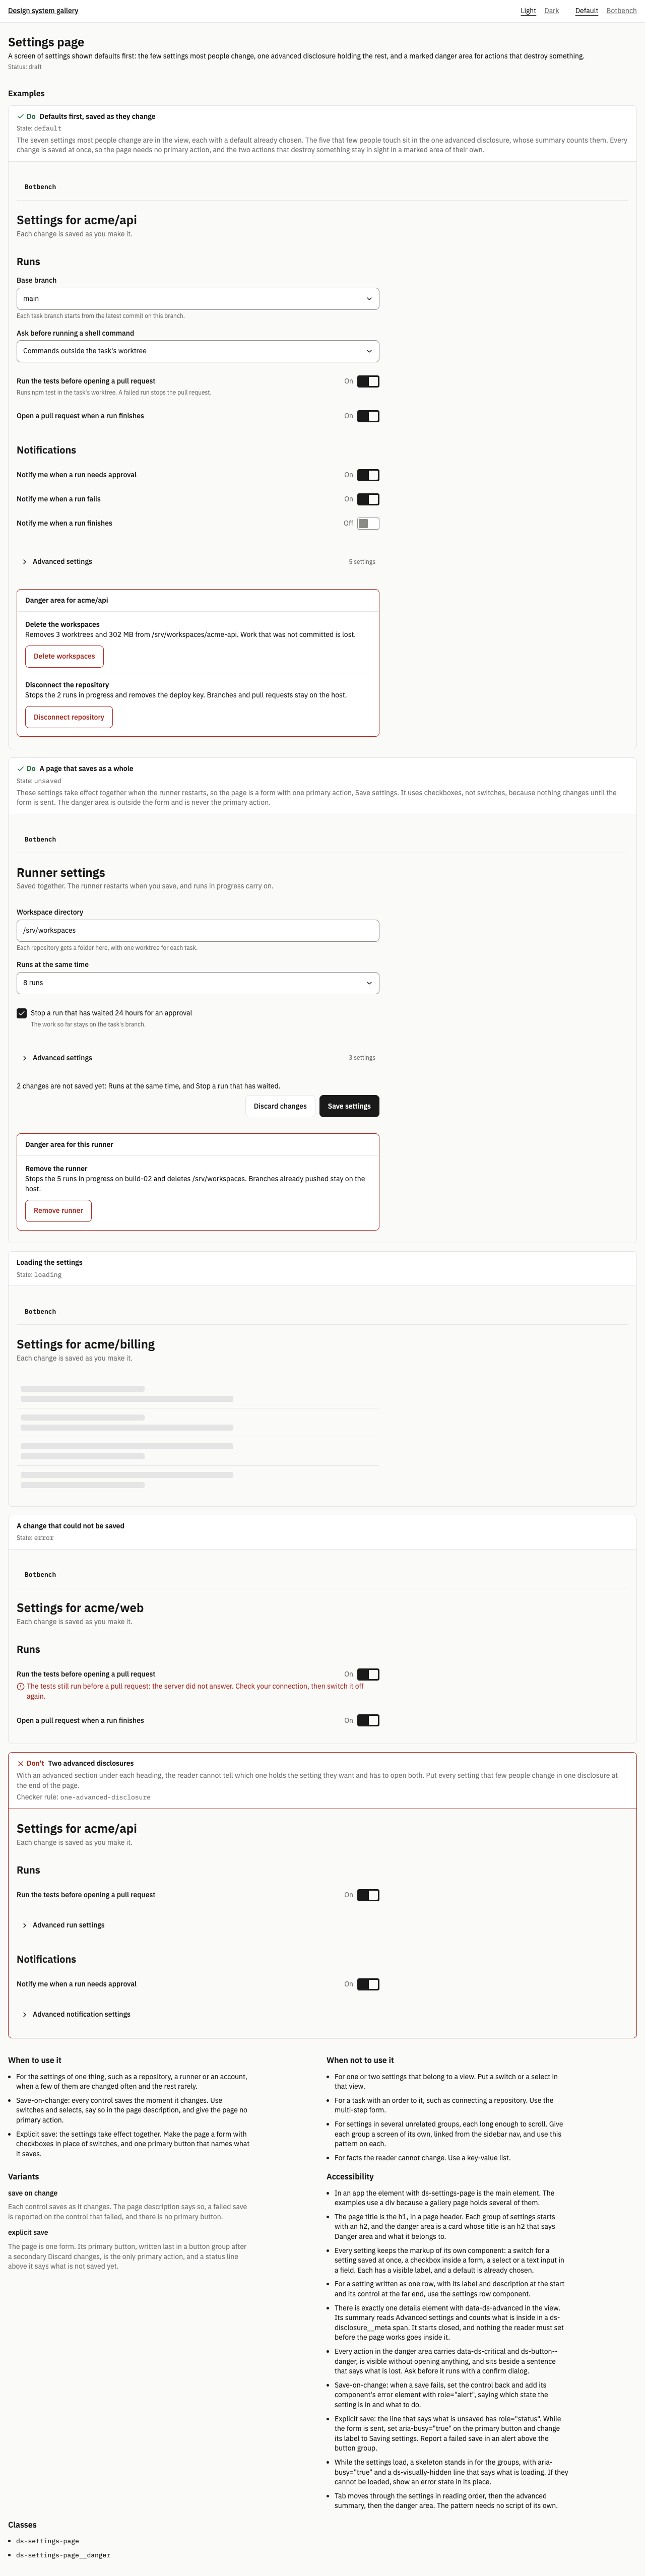 Design system gallery
Light Dark Default Botbench
Settings page
A screen of settings shown defaults first: the few settings most people change, one advanced disclosure holding the rest, and a marked danger area for actions that destroy something.
Status: draft
Examples
Do Defaults first, saved as they change
State: default
The seven settings most people change are in the view, each with a default already chosen. The five that few people touch sit in the one advanced disclosure, whose summary counts them. Every
change is saved at once, so the page needs no primary action, and the two actions that destroy something stay in sight in a marked area of their own.
Botbench
Settings for acme/api
Each change is saved as you make it.
Runs
Base branch
main
Each task branch starts from the latest commit on this branch.
Ask before running a shell command
Commands outside the task's worktree
Run the tests before opening a pull request On
Runs npm test in the task's worktree. A failed run stops the pull request.
Open a pull request when a run finishes On
Notifications
Notify me when a run needs approval On
Notify me when a run fails On
Notify me when a run finishes Off
Advanced settings 5 settings
Danger area for acme/api
Delete the workspaces
Removes 3 worktrees and 302 MB from /srv/workspaces/acme-api. Work that was not committed is lost.
Delete workspaces
Disconnect the repository
Stops the 2 runs in progress and removes the deploy key. Branches and pull requests stay on the host.
Disconnect repository
Do A page that saves as a whole
State: unsaved
These settings take effect together when the runner restarts, so the page is a form with one primary action, Save settings. It uses checkboxes, not switches, because nothing changes until the
form is sent. The danger area is outside the form and is never the primary action.
Botbench
Runner settings
Saved together. The runner restarts when you save, and runs in progress carry on.
Workspace directory
/srv/workspaces
Each repository gets a folder here, with one worktree for each task.
Runs at the same time
8 runs
Stop a run that has waited 24 hours for an approval
The work so far stays on the task's branch.
Advanced settings 3 settings
2 changes are not saved yet: Runs at the same time, and Stop a run that has waited.
Discard changes Save settings
Danger area for this runner
Remove the runner
Stops the 5 runs in progress on build-02 and deletes /srv/workspaces. Branches already pushed stay on the
host.
Remove runner
Loading the settings
State: loading
Botbench
Settings for acme/billing
Each change is saved as you make it.
A change that could not be saved
State: error
Botbench
Settings for acme/web
Each change is saved as you make it.
Runs
Run the tests before opening a pull request On
The tests still run before a pull request: the server did not answer. Check your connection, then switch it off
again.
Open a pull request when a run finishes On
Don't Two advanced disclosures
With an advanced section under each heading, the reader cannot tell which one holds the setting they want and has to open both. Put every setting that few people change in one disclosure at
the end of the page.
Checker rule: one-advanced-disclosure
Settings for acme/api
Each change is saved as you make it.
Runs
Run the tests before opening a pull request On
Advanced run settings
Notifications
Notify me when a run needs approval On
Advanced notification settings
When to use it
For the settings of one thing, such as a repository, a runner or an account,
when a few of them are changed often and the rest rarely.
Save-on-change: every control saves the moment it changes. Use
switches and selects, say so in the page description, and give the page no
primary action.
Explicit save: the settings take effect together. Make the page a form with
checkboxes in place of switches, and one primary button that names what
it saves.
When not to use it
For one or two settings that belong to a view. Put a switch or a select in
that view.
For a task with an order to it, such as connecting a repository. Use the
multi-step form.
For settings in several unrelated groups, each long enough to scroll. Give
each group a screen of its own, linked from the sidebar nav, and use this
pattern on each.
For facts the reader cannot change. Use a key-value list.
Variants
save on change
Each control saves as it changes. The page description says so, a failed save
is reported on the control that failed, and there is no primary button.
explicit save
The page is one form. Its primary button, written last in a button group after
a secondary Discard changes, is the only primary action, and a status line
above it says what is not saved yet.
Accessibility
In an app the element with ds-settings-page is the main element. The
examples use a div because a gallery page holds several of them.
The page title is the h1, in a page header. Each group of settings starts
with an h2, and the danger area is a card whose title is an h2 that says
Danger area and what it belongs to.
Every setting keeps the markup of its own component: a switch for a
setting saved at once, a checkbox inside a form, a select or a text input in
a field. Each has a visible label, and a default is already chosen.
For a setting written as one row, with its label and description at the start
and its control at the far end, use the settings row component.
There is exactly one details element with data-ds-advanced in the view.
Its summary reads Advanced settings and counts what is inside in a ds-
disclosure__meta span. It starts closed, and nothing the reader must set
before the page works goes inside it.
Every action in the danger area carries data-ds-critical and ds-button--
danger, is visible without opening anything, and sits beside a sentence
that says what is lost. Ask before it runs with a confirm dialog.
Save-on-change: when a save fails, set the control back and add its
component's error element with role="alert", saying which state the
setting is in and what to do.
Explicit save: the line that says what is unsaved has role="status". While
the form is sent, set aria-busy="true" on the primary button and change
its label to Saving settings. Report a failed save in an alert above the
button group.
While the settings load, a skeleton stands in for the groups, with aria-
busy="true" and a ds-visually-hidden line that says what is loading. If they
cannot be loaded, show an error state in its place.
Tab moves through the settings in reading order, then the advanced
summary, then the danger area. The pattern needs no script of its own.
Classes
ds-settings-page
ds-settings-page__danger